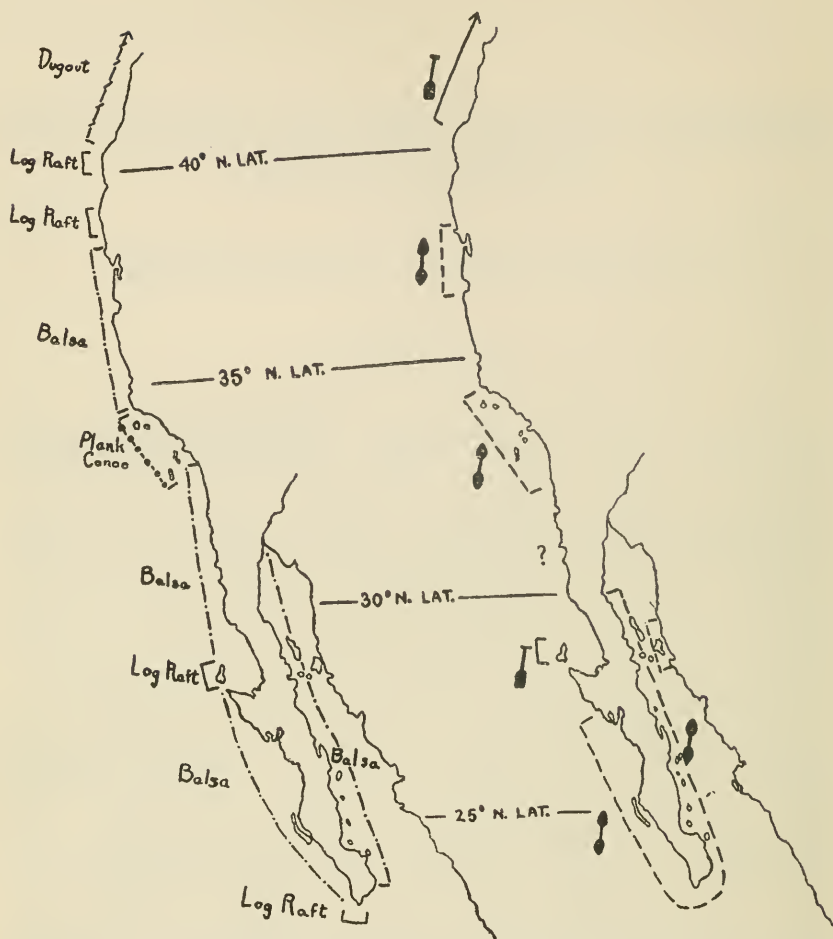 Dugout
Log Raft
40° N. LAT.
Log Raft
Balsa
35° N. LAT.
Plank
Canoo
Balsa
?
30° N. LAT.
Log Raft
Balsa
Balsa
25° N. LAT.
Log Raft